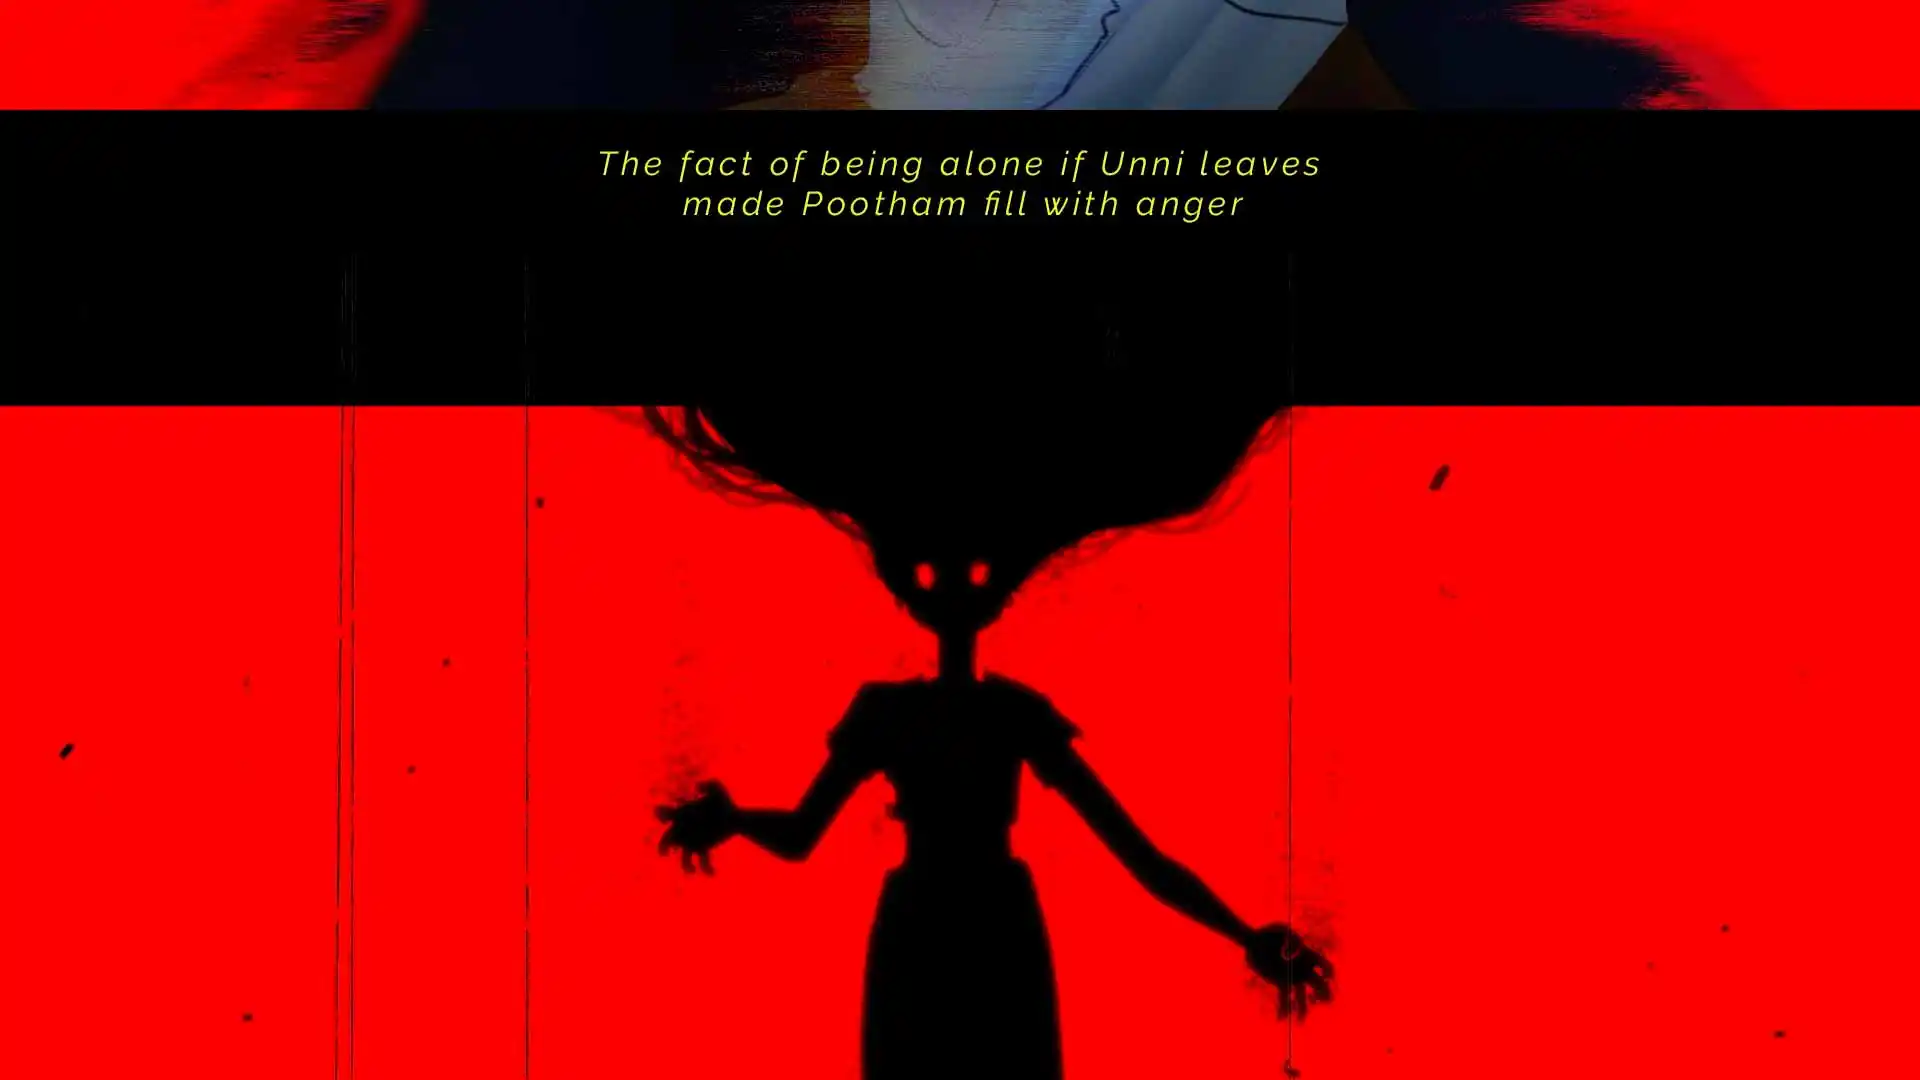 The fact of being alone if Unni leaves
made Pootham fill with anger